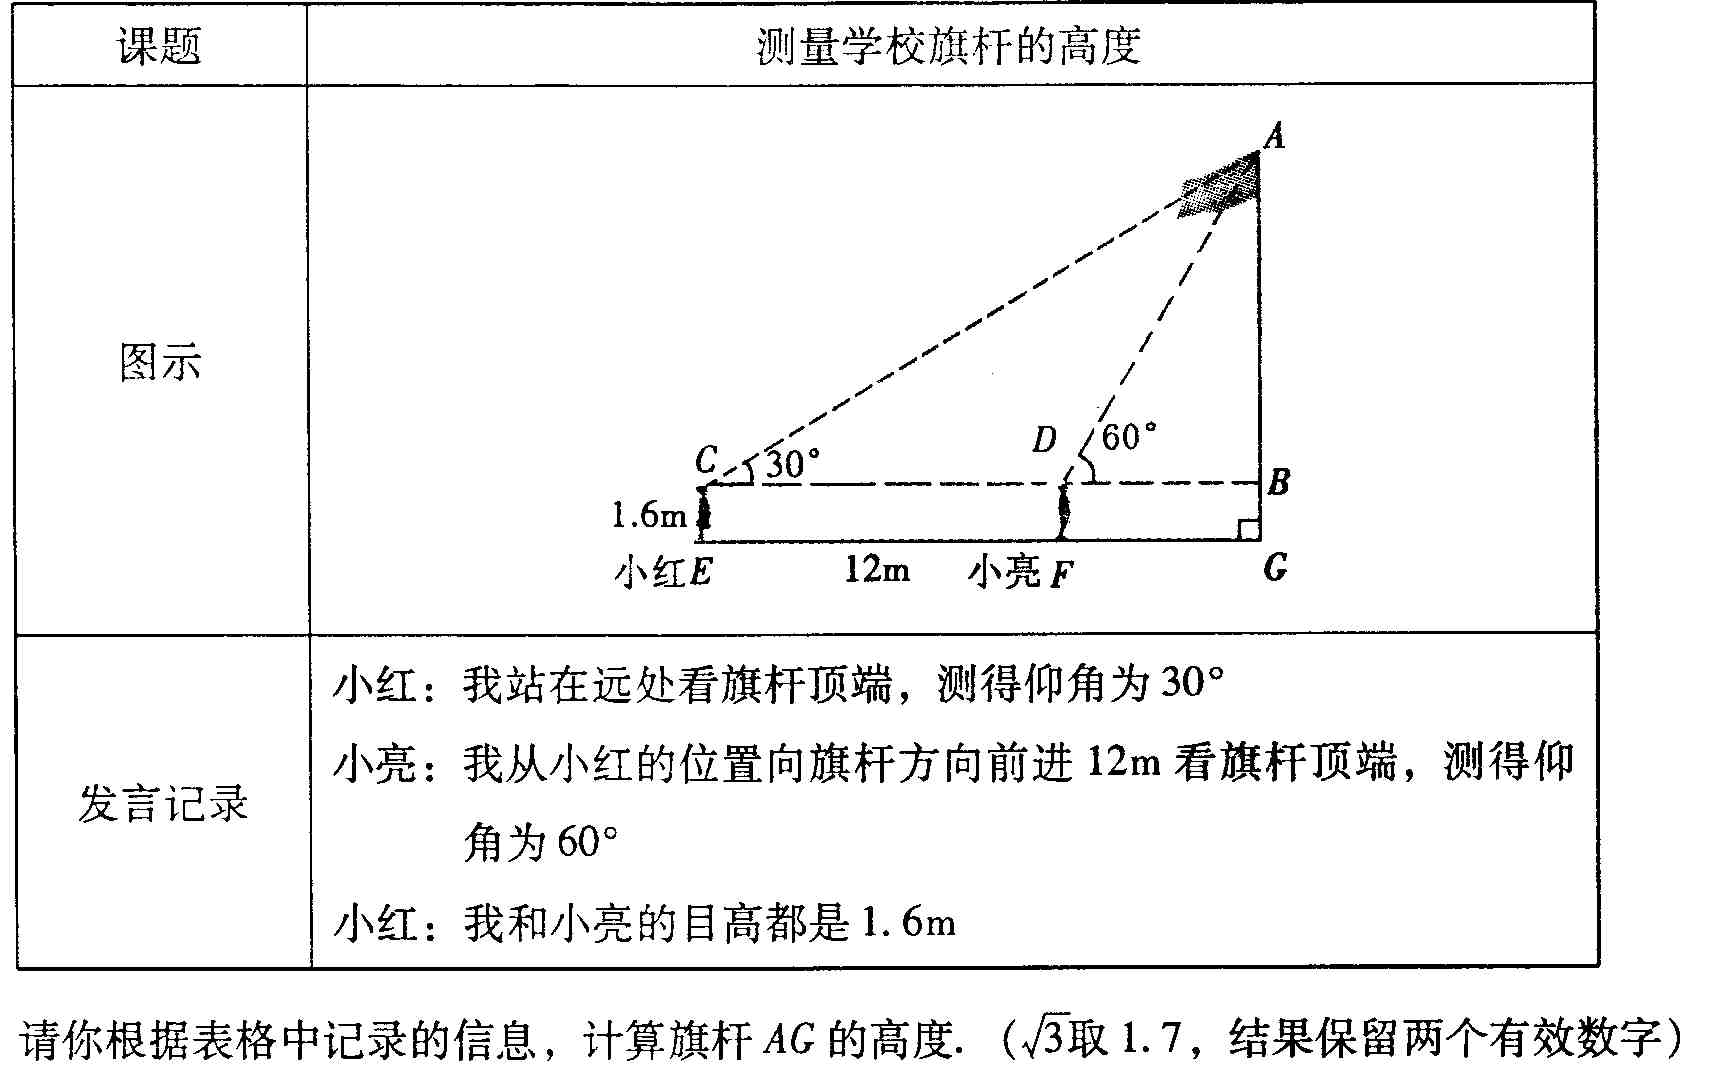 课题 测量学校旗杆的高度
图示
A
D 60°
C 30°
B
1.6m
小红E 12m 小亮 F G
发言记录
小红：我站在远处看旗杆顶端，测得仰角为30°
小亮：我从小红的位置向旗杆方向前进12m看旗杆顶端，测得仰
角为60°
小红：我和小亮的目高都是1.6m
请你根据表格中记录的信息，计算旗杆AG的高度.（√3取1.7，结果保留两个有效数字）